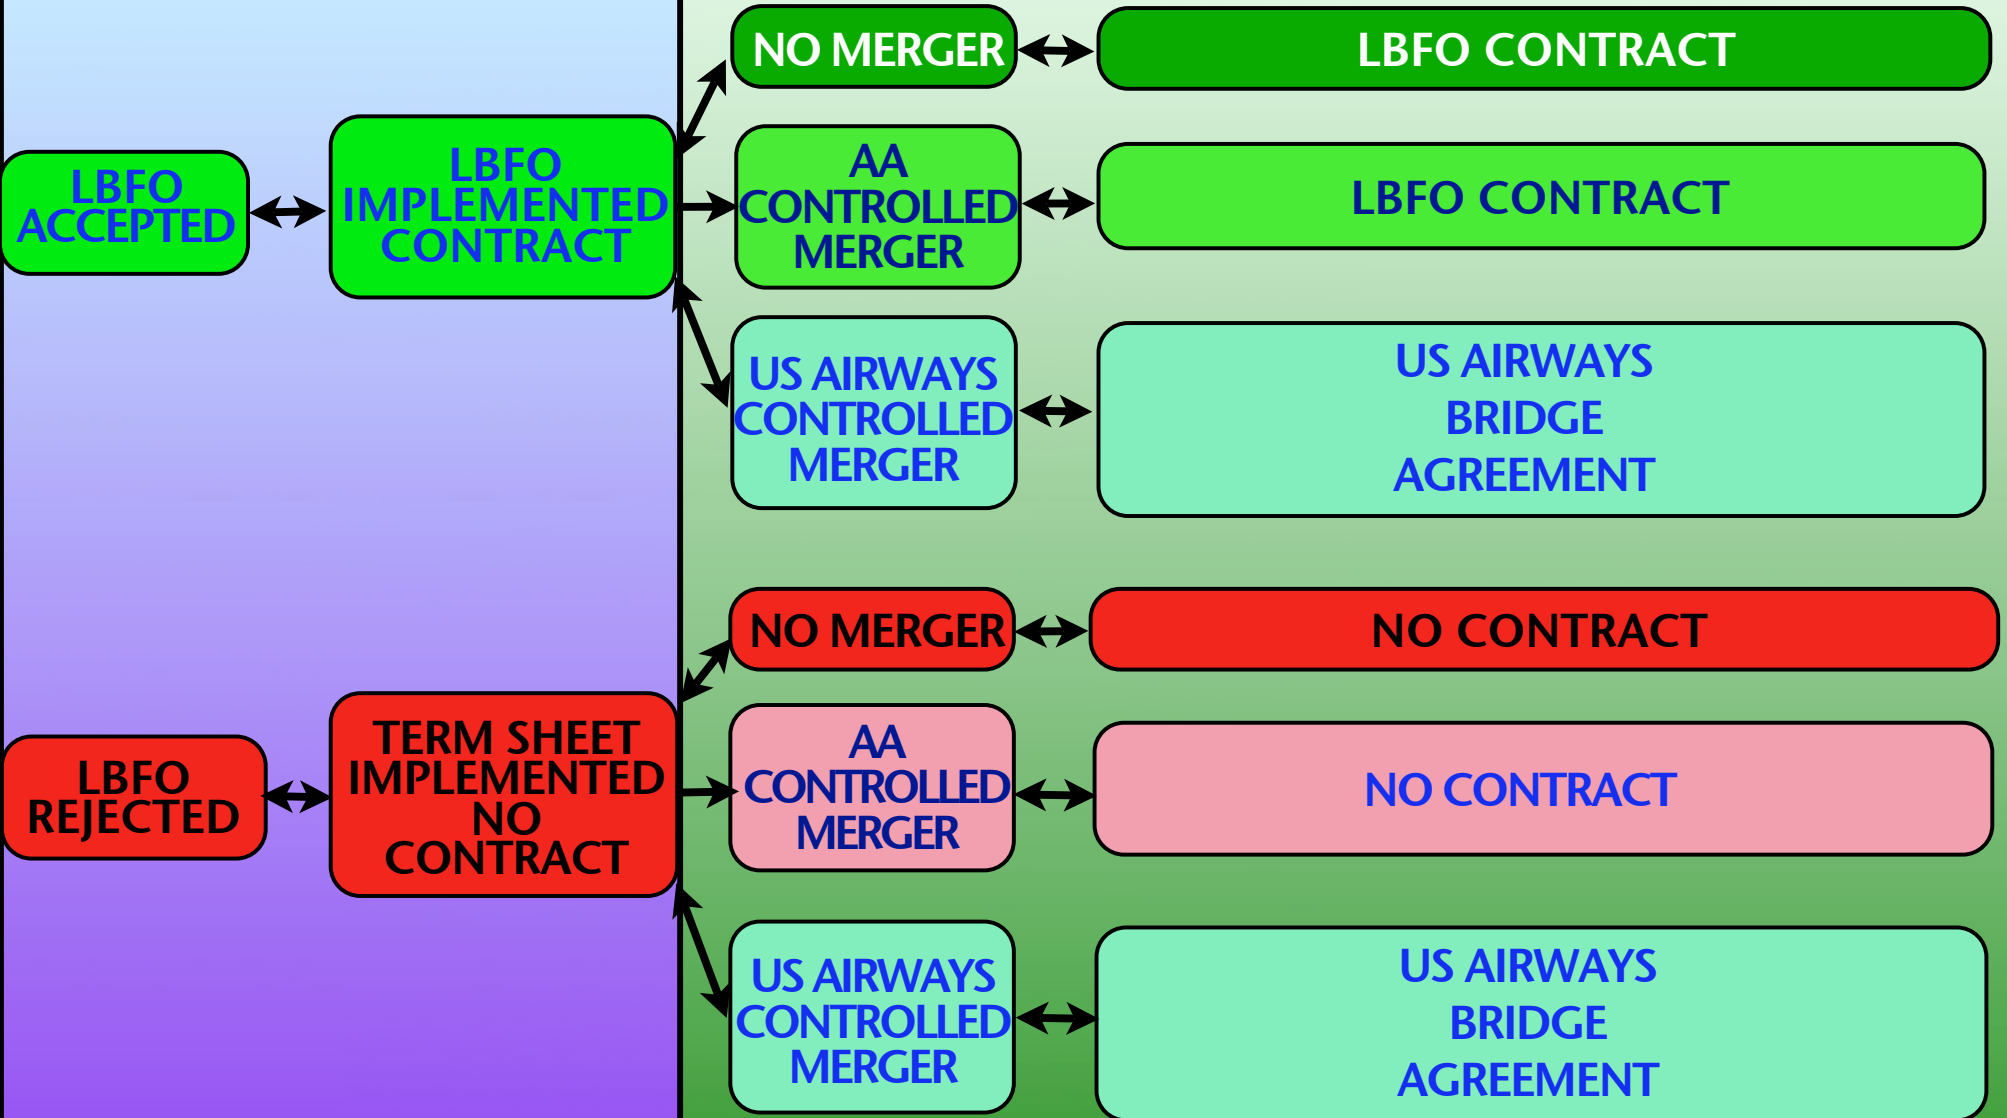 NO MERGER
LBFO CONTRACT
LBFO
ACCEPTED
LBFO
IMPLEMENTED
CONTRACT
AA
CONTROLLED
MERGER
LBFO CONTRACT
US AIRWAYS
CONTROLLED
MERGER
US AIRWAYS
BRIDGE
AGREEMENT
NO MERGER
NO CONTRACT
LBFO
REJECTED
TERM SHEET
IMPLEMENTED
NO
CONTRACT
AA
CONTROLLED
MERGER
NO CONTRACT
US AIRWAYS
CONTROLLED
MERGER
US AIRWAYS
BRIDGE
AGREEMENT